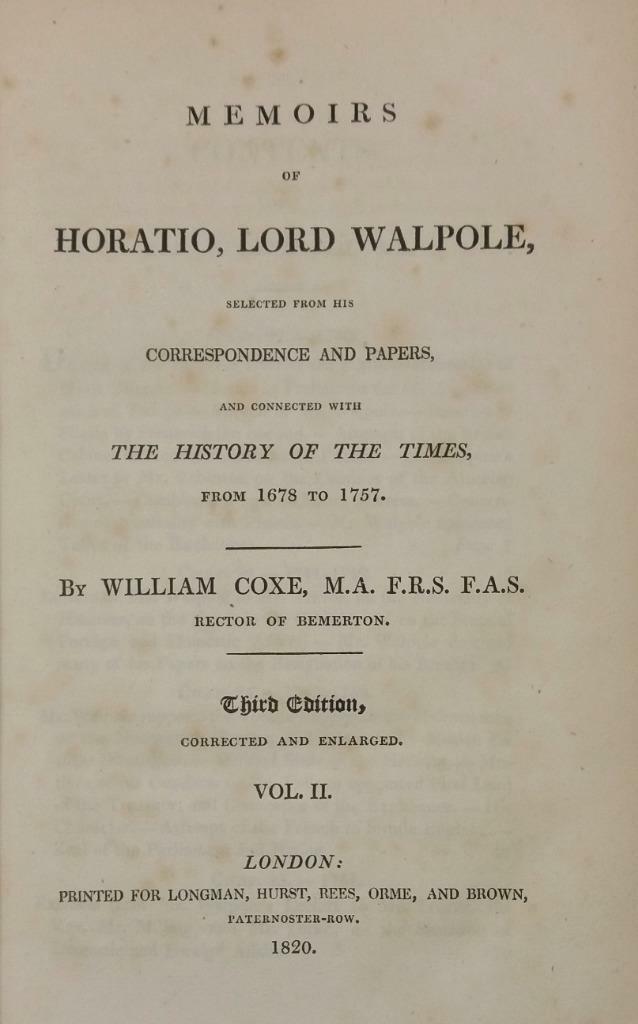 MEMOIRS
OF
HORATIO, LORD WALPOLE,
SELECTED FROM HIS
CORRESPONDENCE AND PAPERS,
AND CONNECTED WITH
THE HISTORY OF THE TIMES,
FROM 1678 TO 1757.
BY WILLIAM COXE, M.A. F.R.S. F.A.S.
RECTOR OF BEMERTON.
Third Edition,
CORRECTED AND ENLARGED.
VOL. II.
LONDON:
PRINTED FOR LONGMAN, HURST, REES, ORME, AND BROWN,
PATERNOSTER-ROW.
1820.